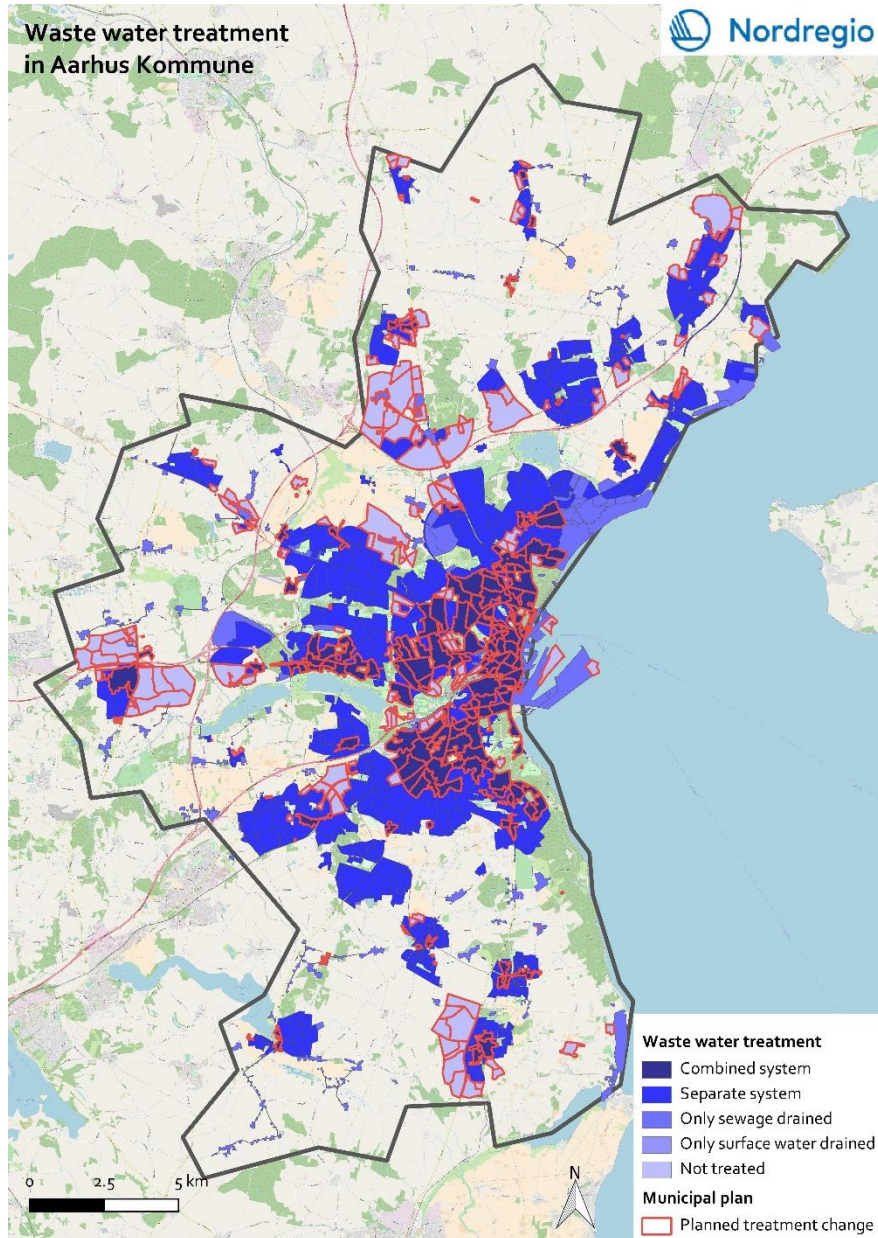 Waste water treatment
in Aarhus Kommune
Nordregio
Waste water treatment
Combined system
Separate system
Only sewage drained
Only surface water drained
Not treated
Municipal plan
Planned treatment change
N
0 2.5 5 km